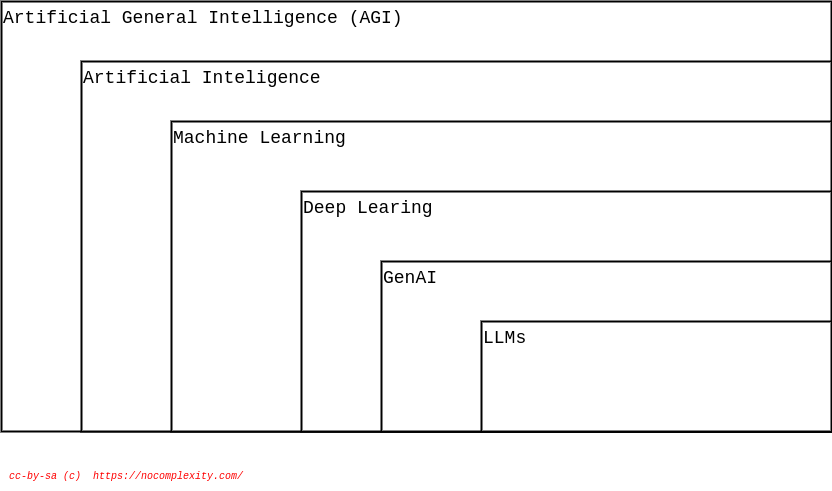 Artificial General Intelligence (AGI)
Artificial Inteligence
Machine Learning
Deep Learing
GenAI
LLMs
cc-by-sa (c)  https://nocomplexity.com/